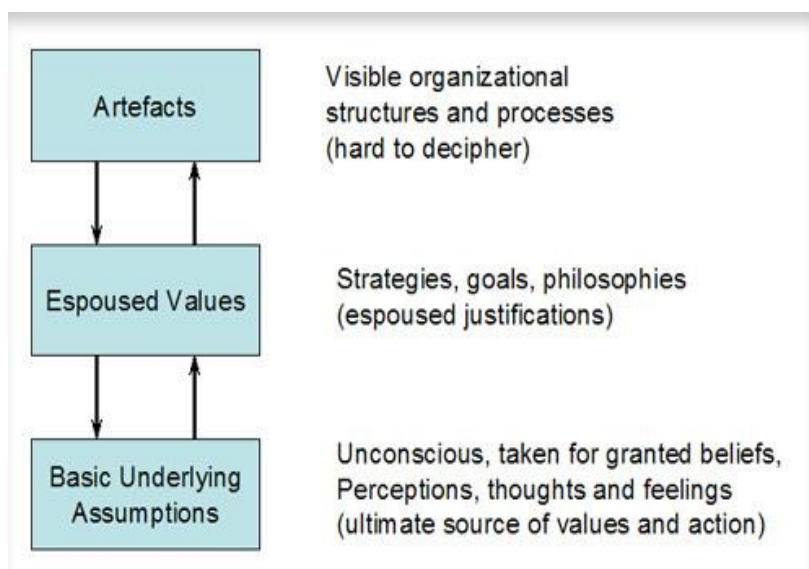 Artefacts
Visible organizational
structures and processes
(hard to decipher)
Espoused Values
Strategies, goals, philosophies
(espoused justifications)
Basic Underlying
Assumptions
Unconscious, taken for granted beliefs,
Perceptions, thoughts and feelings
(ultimate source of values and action)